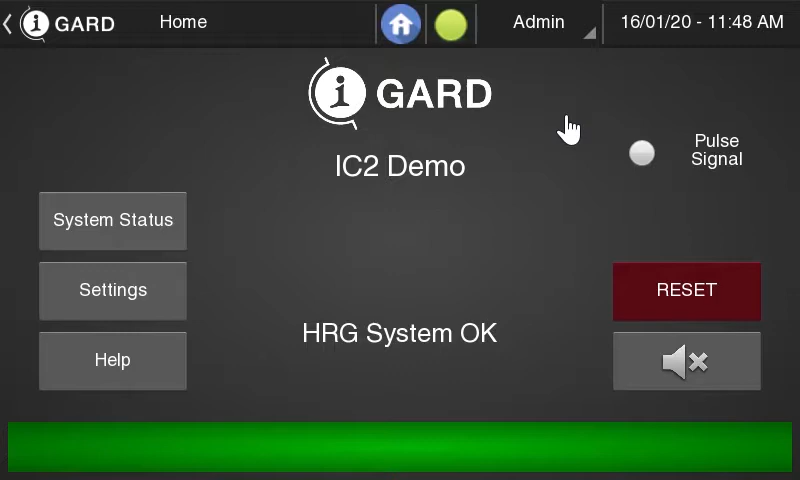 i GARD
Home
Admin
16/01/20 - 11:48 AM
i GARD
IC2 Demo
Pulse
Signal
System Status
Settings
RESET
HRG System OK
Help